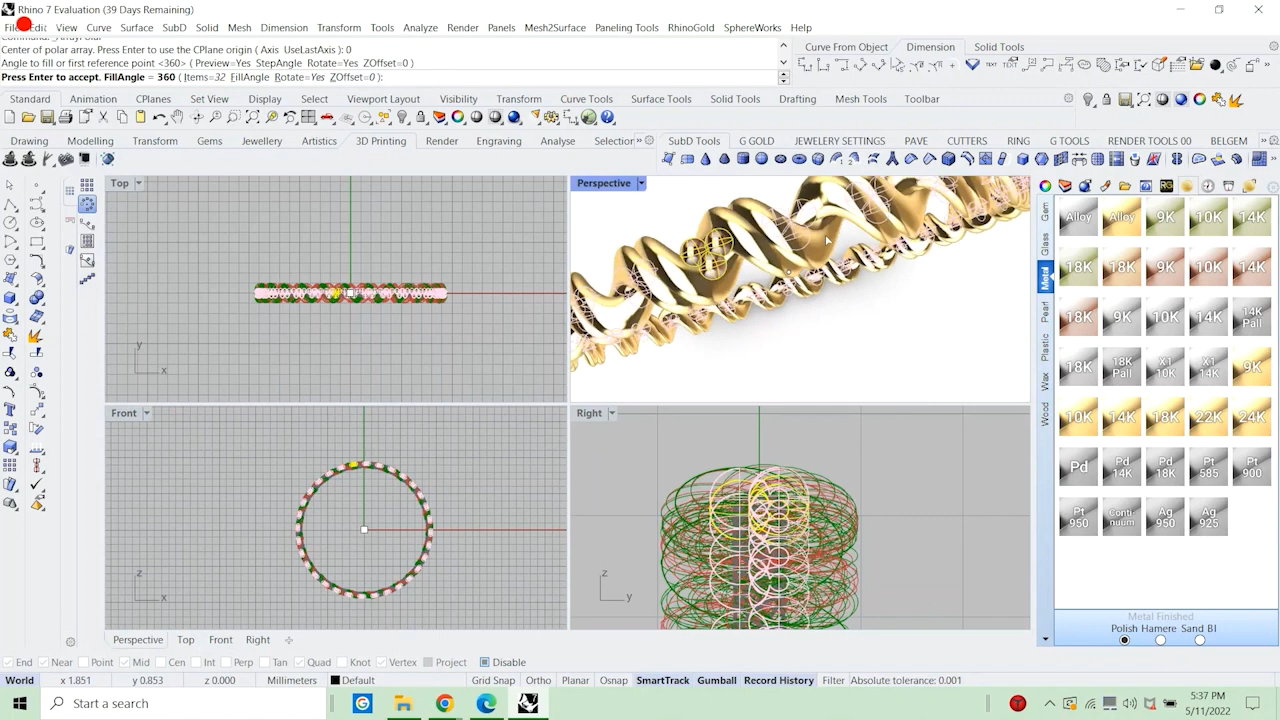 Rhino 7 Evaluation (39 Days Remaining)
File Edit View Curve Surface SubD Solid Mesh Dimension Transform Tools Analyze Render Panels Mesh2Surface Paneling Tools RhinoGold SphereWorks Help
Center of polar array. Press Enter to use the CPlane origin ( Axis UseLastAxis ): 0
Angle to fill or first reference point <360> ( Preview=Yes StepAngle Rotate=Yes ZOffset=0 )
Press Enter to accept. FillAngle = 360 ( Items=32 FillAngle Rotate=Yes ZOffset=0 ):
Curve From Object Dimension Solid Tools
Standard Animation CPlanes Set View Display Select Viewport Layout Visibility Transform Curve Tools Surface Tools Solid Tools Drafting Mesh Tools Toolbar
Drawing Modelling Transform Gems Jewellery Artistics 3D Printing Render Engraving Analyse Selection »
SubD Tools G GOLD JEWELRY SETTINGS PAVE CUTTERS RING G TOOLS RENDER TOOLS 00 BELGEM »
Top
y
x
Perspective
Front
z
x
Right
z
y
Gem
Glass
Metal
Pearl
Plastic
Wax
Wood
Alloy Alloy 9K 10K 14K
18K 18K 9K 10K 14K
18K 9K 10K 14K 14K Pall
18K 18K Pall X1 10K X1 14K 9K
10K 14K 18K 22K 24K
Pd Pd 14K Pd 18K Pt 585 Pt 900
Pt 950 Conti nuum Ag 950 Ag 925
Metal Finished
Polish Hamere Sand Bl
Perspective Top Front Right
End Near Point Mid Cen Int Perp Tan Quad Knot Vertex Project Disable
World x 1.851 y 0.853 z 0.000 Millimeters Default Grid Snap Ortho Planar Osnap SmartTrack Gumball Record History Filter Absolute tolerance: 0.001
Start a search
5:37 PM
5/11/2022